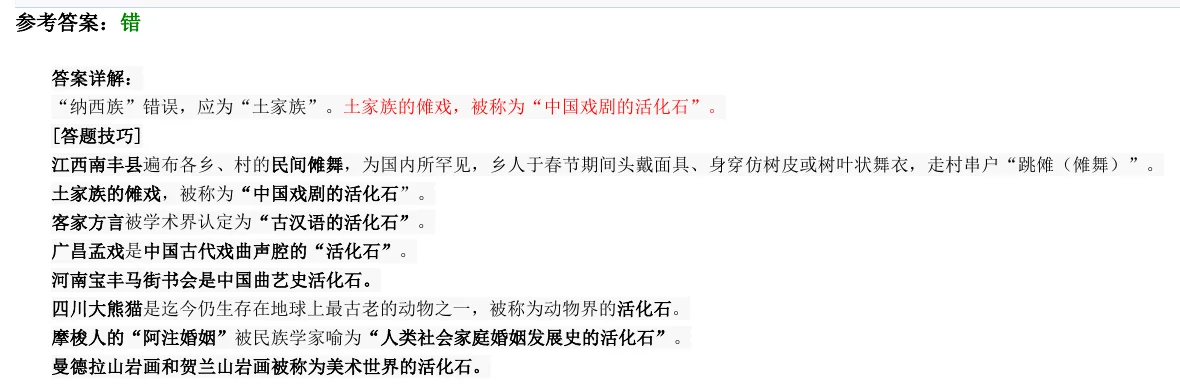 参考答案：错
答案详解：
“纳西族”错误，应为“土家族”。土家族的傩戏，被称为“中国戏剧的活化石”。
[答题技巧]
江西南丰县遍布各乡、村的民间傩舞，为国内所罕见，乡人于春节期间头戴面具、身穿仿树皮或树叶状舞衣，走村串户“跳傩（傩舞）”。
土家族的傩戏，被称为“中国戏剧的活化石”。
客家方言被学术界认定为“古汉语的活化石”。
广昌孟戏是中国古代戏曲声腔的“活化石”。
河南宝丰马街书会是中国曲艺史活化石。
四川大熊猫是迄今仍生存在地球上最古老的动物之一，被称为动物界的活化石。
摩梭人的“阿注婚姻”被民族学家喻为“人类社会家庭婚姻发展史的活化石”。
曼德拉山岩画和贺兰山岩画被称为美术世界的活化石。